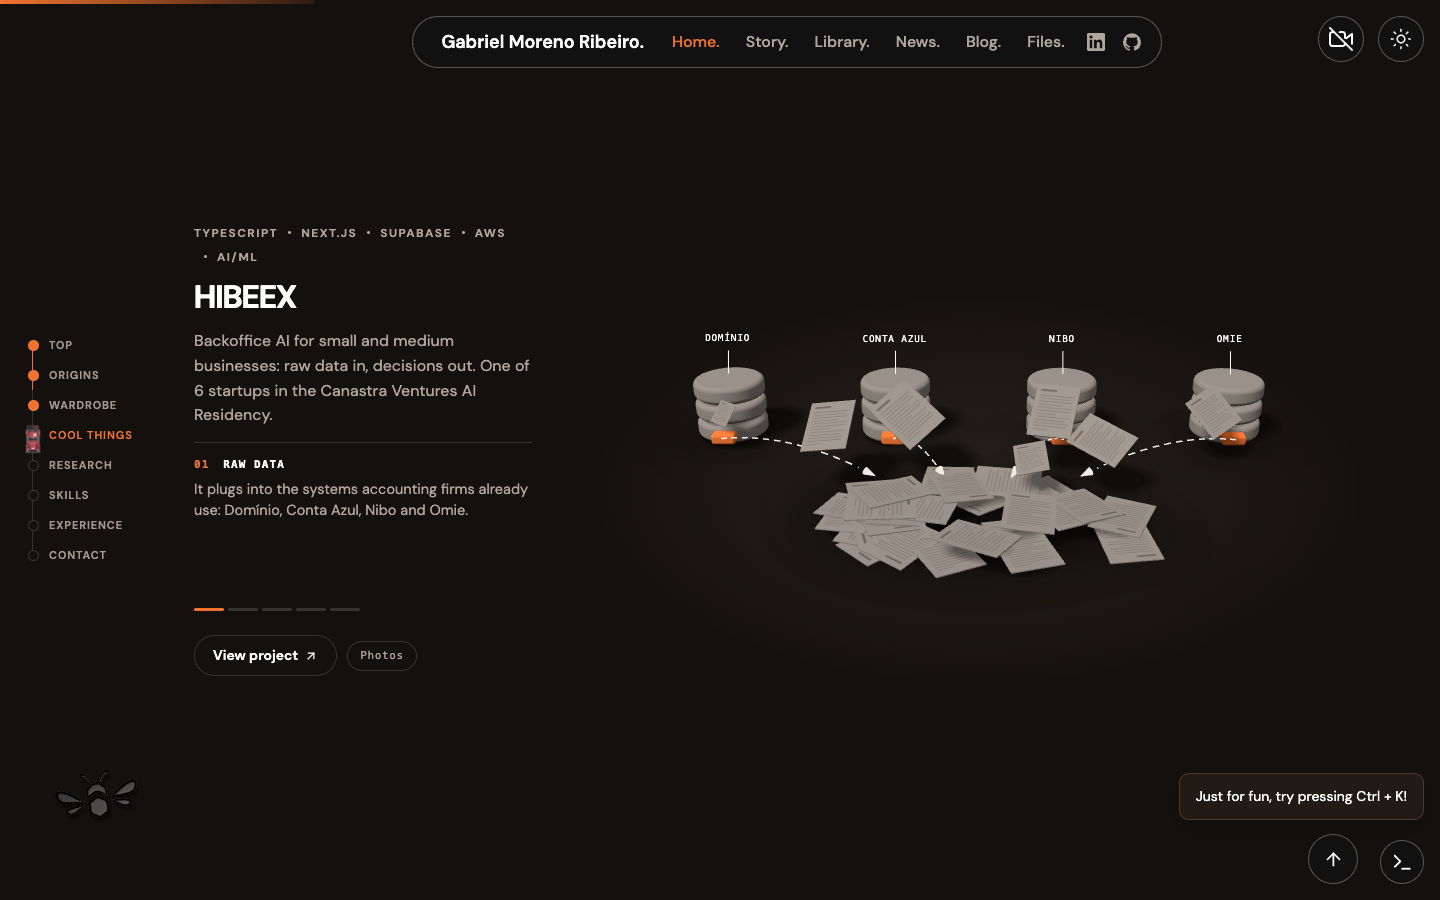 Gabriel Moreno Ribeiro. Home. Story. Library. News. Blog. Files.
TYPESCRIPT • NEXT.JS • SUPABASE • AWS
• AI/ML
HIBEEX
Backoffice AI for small and medium
businesses: raw data in, decisions out. One of
6 startups in the Canastra Ventures AI
Residency.
01 RAW DATA
It plugs into the systems accounting firms already
use: Domínio, Conta Azul, Nibo and Omie.
View project
Photos
TOP
ORIGINS
WARDROBE
COOL THINGS
RESEARCH
SKILLS
EXPERIENCE
CONTACT
DOMÍNIO
CONTA AZUL
NIBO
OMIE
Just for fun, try pressing Ctrl + K!